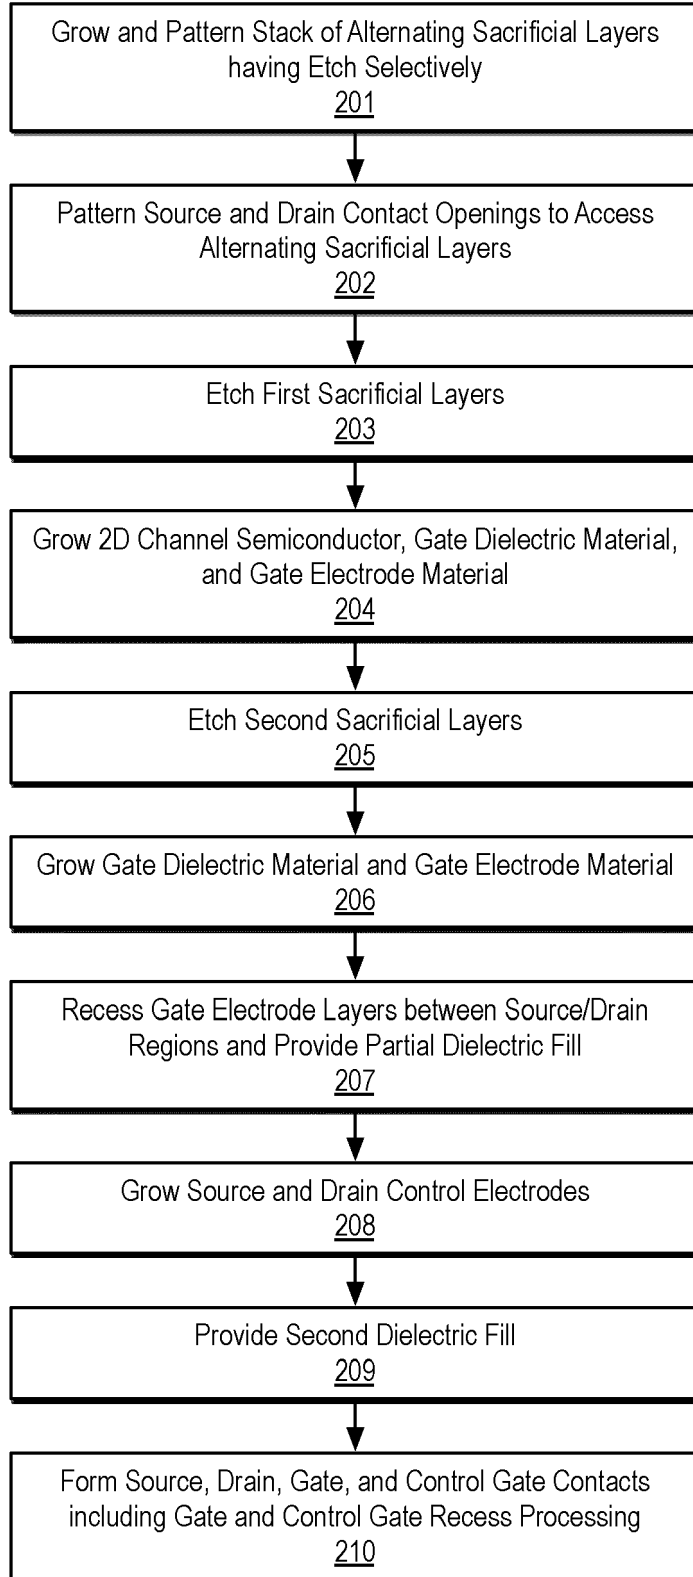 Grow and Pattern Stack of Alternating Sacrificial Layers
having Etch Selectively
201
Pattern Source and Drain Contact Openings to Access
Alternating Sacrificial Layers
202
Etch First Sacrificial Layers
203
Grow 2D Channel Semiconductor, Gate Dielectric Material,
and Gate Electrode Material
204
Etch Second Sacrificial Layers
205
Grow Gate Dielectric Material and Gate Electrode Material
206
Recess Gate Electrode Layers between Source/Drain
Regions and Provide Partial Dielectric Fill
207
Grow Source and Drain Control Electrodes
208
Provide Second Dielectric Fill
209
Form Source, Drain, Gate, and Control Gate Contacts
including Gate and Control Gate Recess Processing
210